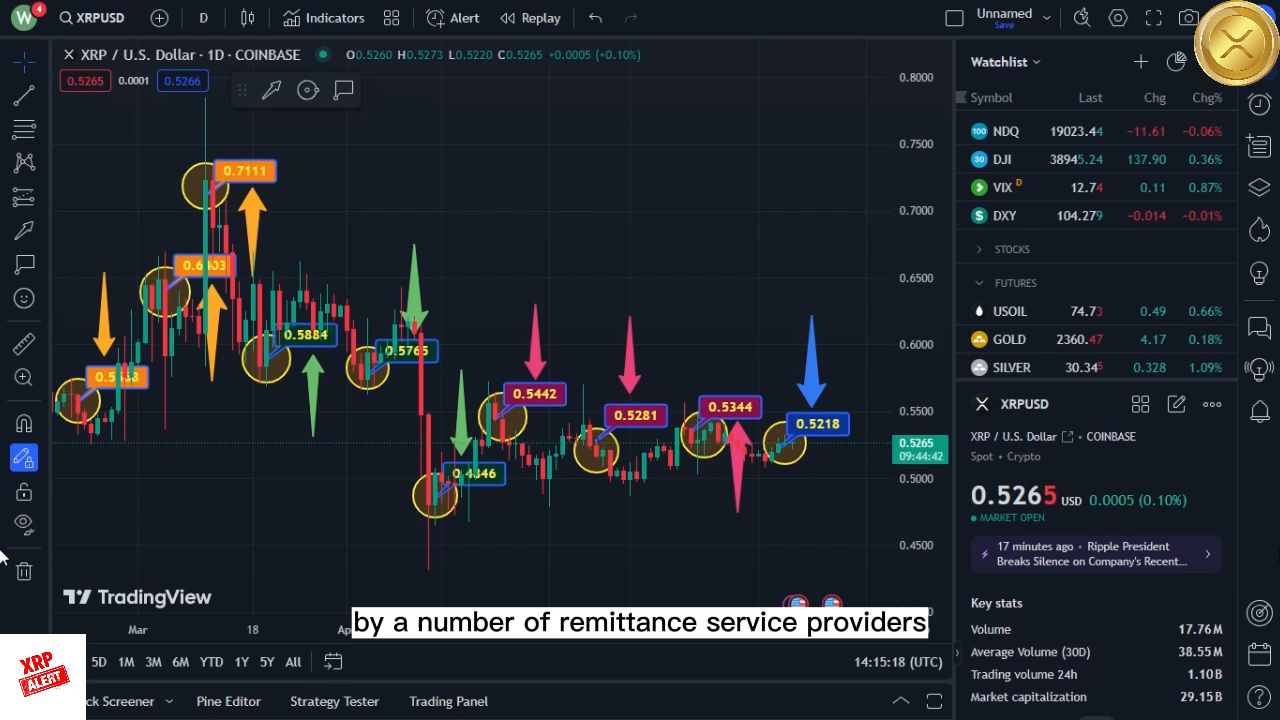 W 4 XRPUSD D Indicators Alert Replay Unnamed Save
XRP / U.S. Dollar · 1D · COINBASE O0.5260 H0.5273 L0.5220 C0.5265 +0.0005 (+0.10%)
0.5265 0.0001 0.5266
0.8000
0.7500
0.7000
0.6500
0.6000
0.5500
0.5265
09:44:42
0.5000
0.4500
0.7111
0.5884
0.5765
0.5442
0.5281
0.5344
0.5218
TradingView
Mar 18
by a number of remittance service providers
5D 1M 3M 6M YTD 1Y 5Y All 14:15:18 (UTC)
XRP
ALERT
Screener Pine Editor Strategy Tester Trading Panel
Watchlist
Symbol Last Chg Chg%
100 NDQ 19023.44 −11.61 −0.06%
30 DJI 38945.24 137.90 0.36%
VIX D 12.74 0.11 0.87%
$ DXY 104.279 −0.014 −0.01%
STOCKS
FUTURES
USOIL 74.73 0.49 0.66%
GOLD 2360.47 4.17 0.18%
SILVER 30.345 0.328 1.09%
XRPUSD
XRP / U.S. Dollar COINBASE
Spot • Crypto
0.5265 USD 0.0005 (0.10%)
MARKET OPEN
17 minutes ago • Ripple President
Breaks Silence on Company's Recent...
Key stats
Volume 17.76M
Average Volume (30D) 38.55M
Trading volume 24h 1.10B
Market capitalization 29.15B